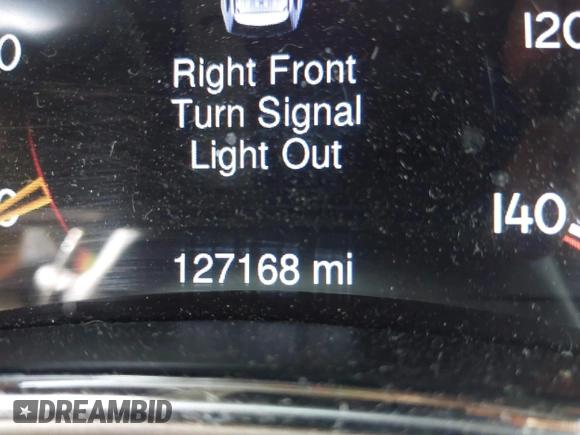 120
Right Front
Turn Signal
Light Out
140
127168 mi
DREAMBID